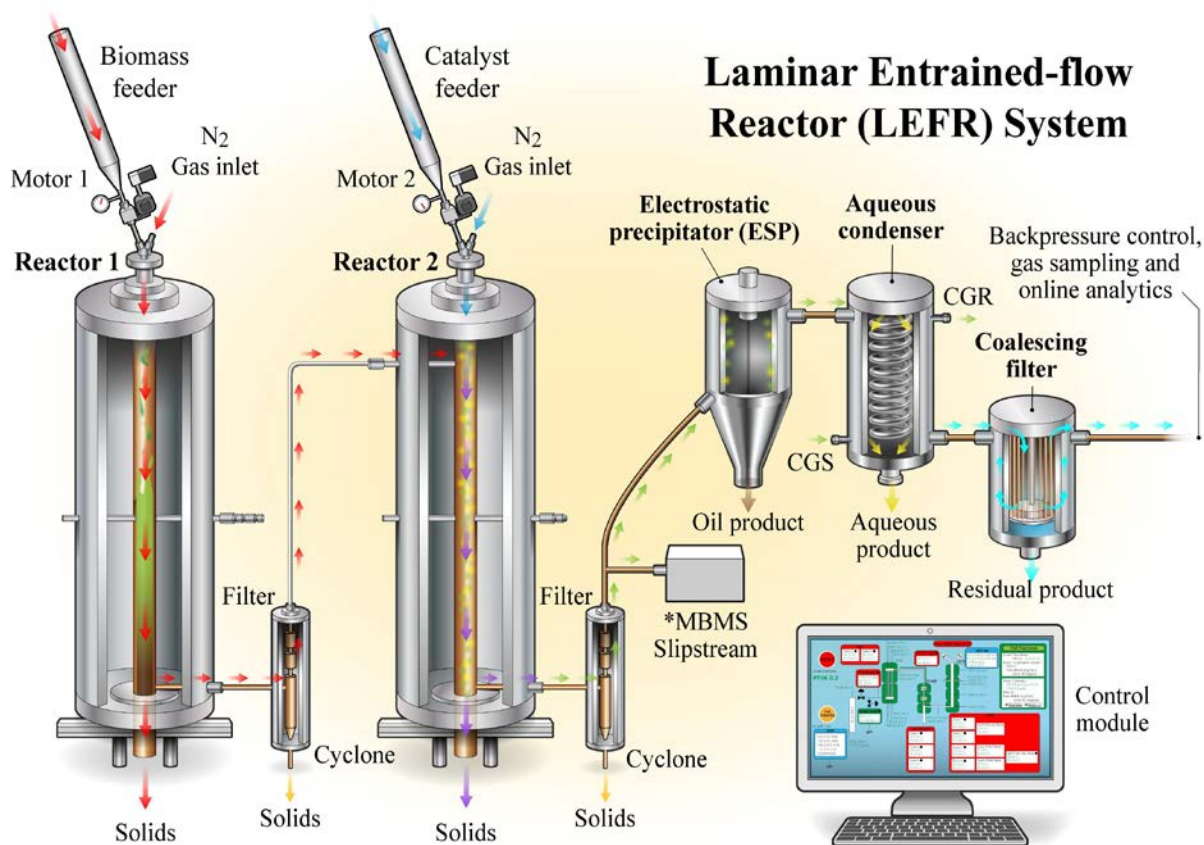 Laminar Entrained-flow
Reactor (LEFR) System
Biomass
feeder
N2
Gas inlet
Motor 1
Reactor 1
Catalyst
feeder
N2
Gas inlet
Motor 2
Reactor 2
Electrostatic
precipitator (ESP)
Aqueous
condenser
Backpressure control,
gas sampling and
online analytics
CGR
Coalescing
filter
CGS
Oil product
Aqueous
product
Residual product
Filter
Filter
*MBMS
Slipstream
Cyclone
Cyclone
Control
module
Solids
Solids
Solids
Solids